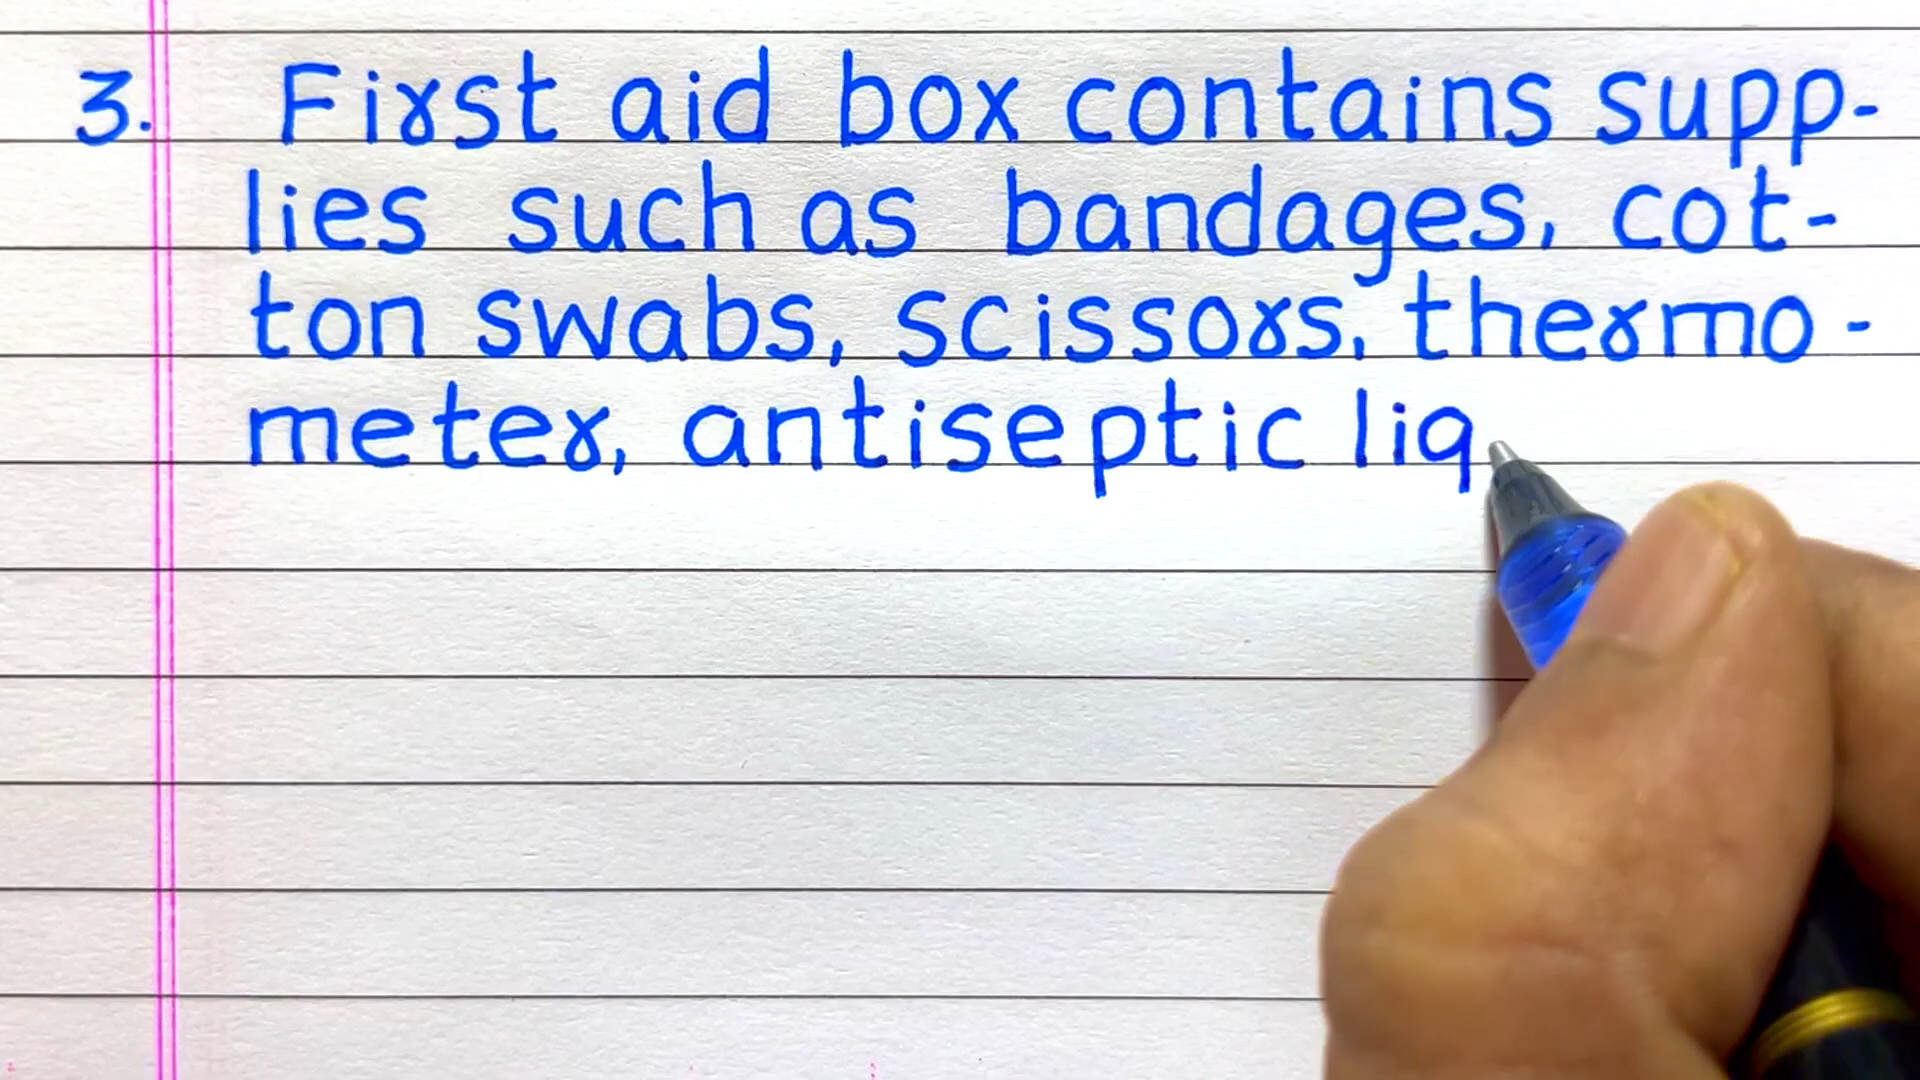 3. First aid box contains supp-
lies such as bandages, cot-
ton swabs, scissors, thermo-
meter, antiseptic liq